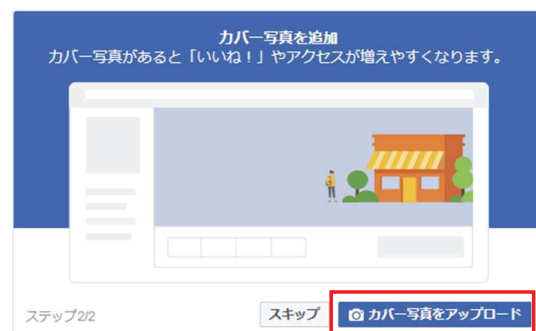 カバー写真を追加
カバー写真があると「いいね！」やアクセスが増えやすくなります。
ステップ2/2
スキップ
カバー写真をアップロード